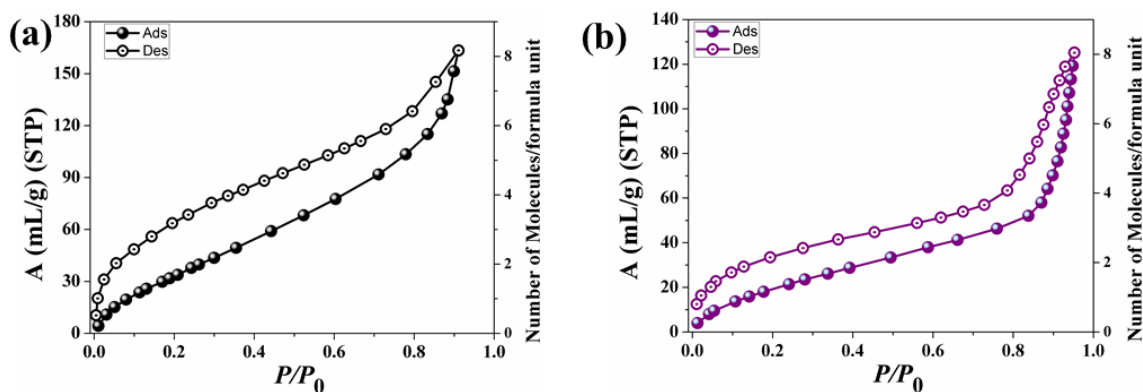 (a)
Ads
Des
A (mL/g) (STP)
180
150
120
90
60
30
0
0.0 0.2 0.4 0.6 0.8 1.0
P/P0
8
6
4
2
0
Number of Molecules/formula unit
(b)
Ads
Des
A (mL/g) (STP)
140
120
100
80
60
40
20
0
0.0 0.2 0.4 0.6 0.8 1.0
P/P0
8
6
4
2
0
Number of Molecules/formula unit